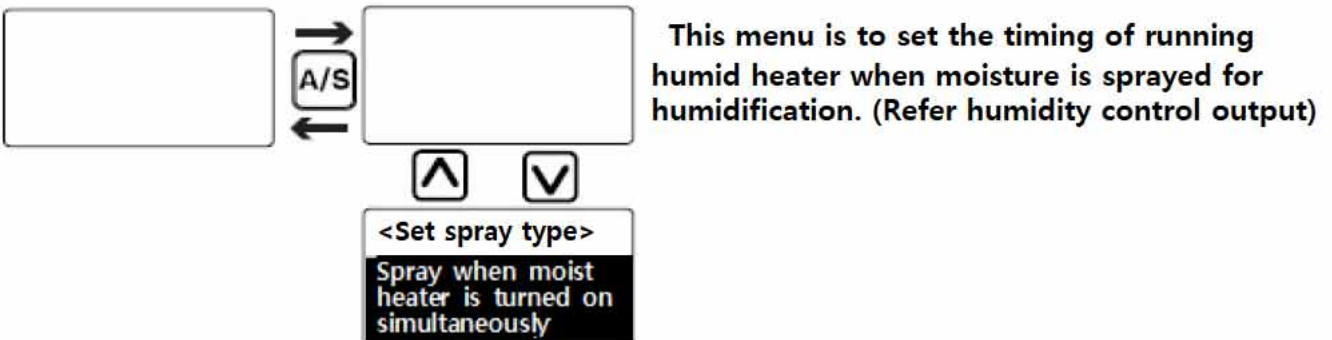 This menu is to set the timing of running
humid heater when moisture is sprayed for
humidification. (Refer humidity control output)
A/S
<Set spray type>
Spray when moist
heater is turned on
simultaneously